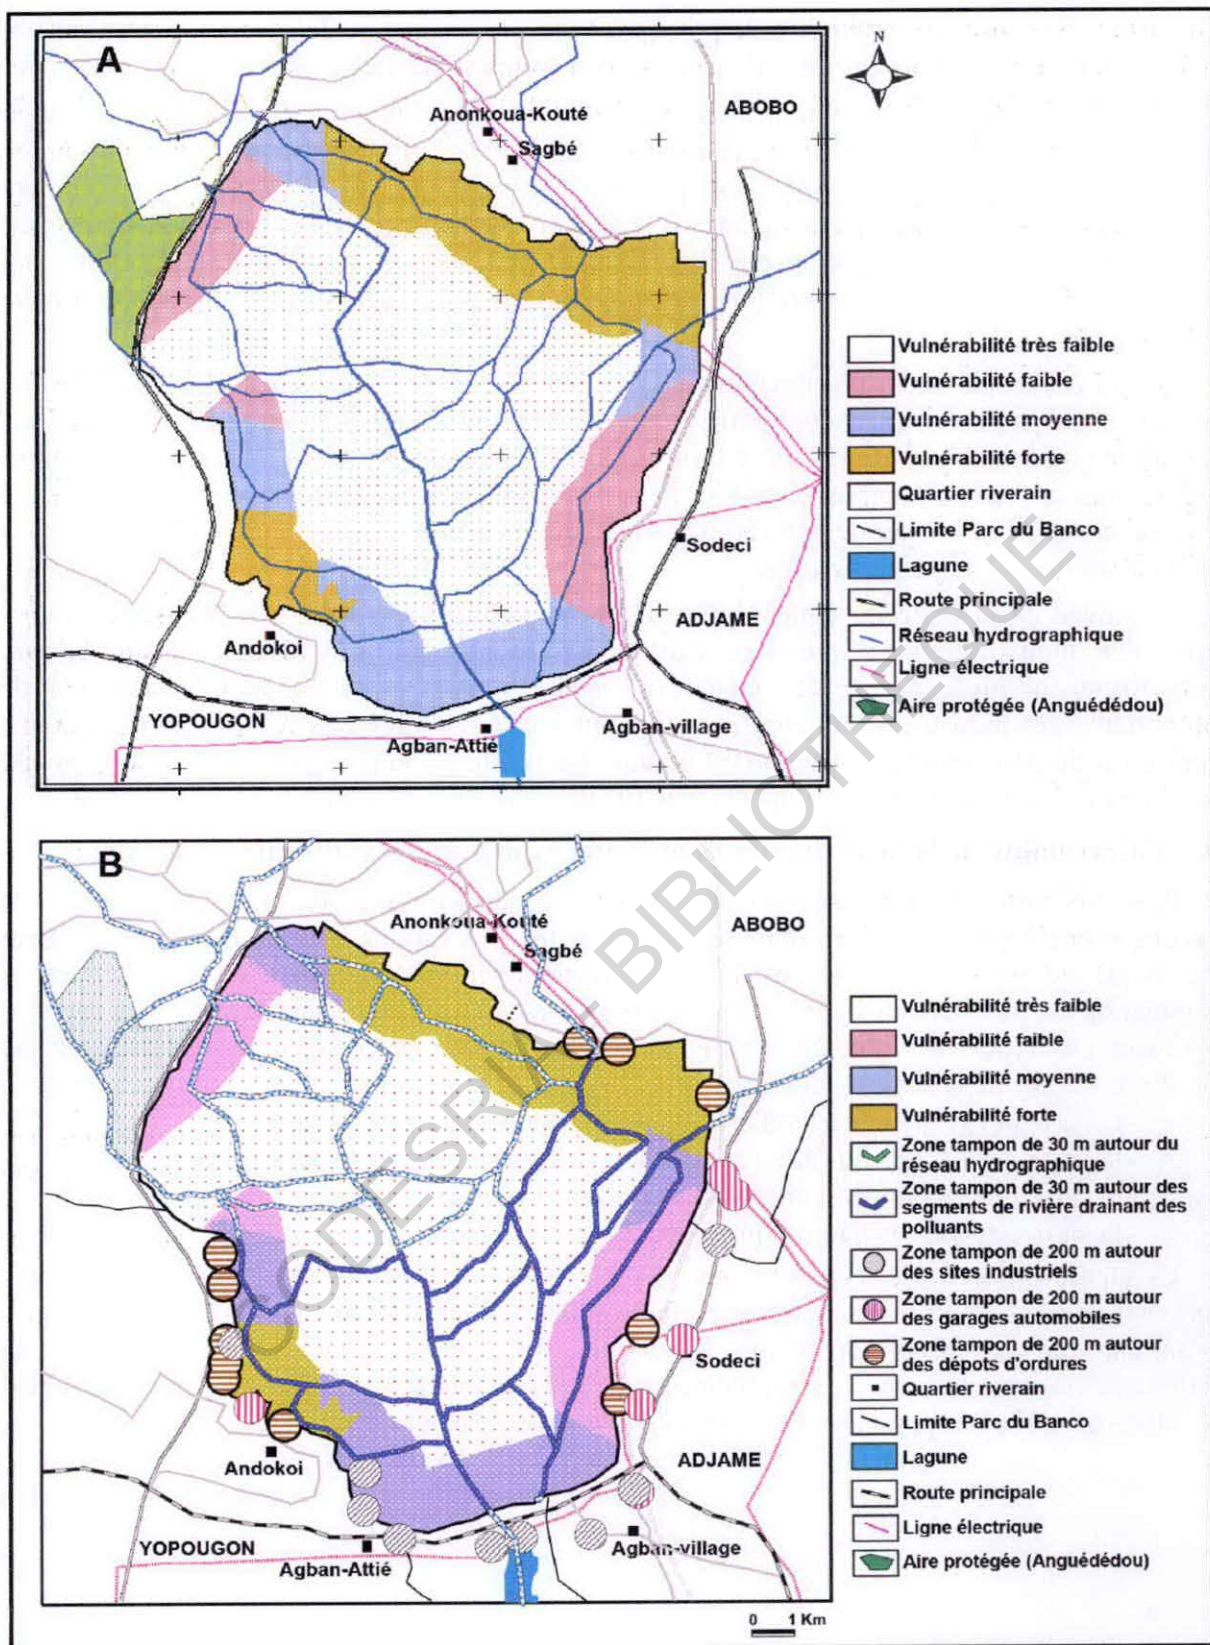 A
N
ABOBO
Anonkoua-Kouté
Sagbé
Sodeci
ADJAME
Andokoi
YOPOUGON
Agban-Attié
Agban-village
Vulnérabilité très faible
Vulnérabilité faible
Vulnérabilité moyenne
Vulnérabilité forte
Quartier riverain
Limite Parc du Banco
Lagune
Route principale
Réseau hydrographique
Ligne électrique
Aire protégée (Anguédédou)
B
ABOBO
Anonkoua-Kouté
Sagbé
Sodeci
ADJAME
Andokoi
YOPOUGON
Agban-Attié
Agban-village
Vulnérabilité très faible
Vulnérabilité faible
Vulnérabilité moyenne
Vulnérabilité forte
Zone tampon de 30 m autour du
réseau hydrographique
Zone tampon de 30 m autour des
segments de rivière drainant des
polluants
Zone tampon de 200 m autour
des sites industriels
Zone tampon de 200 m autour
des garages automobiles
Zone tampon de 200 m autour
des dépots d'ordures
Quartier riverain
Limite Parc du Banco
Lagune
Route principale
Ligne électrique
Aire protégée (Anguédédou)
0 1 Km
CODESRIA - BIBLIOTHEQUE